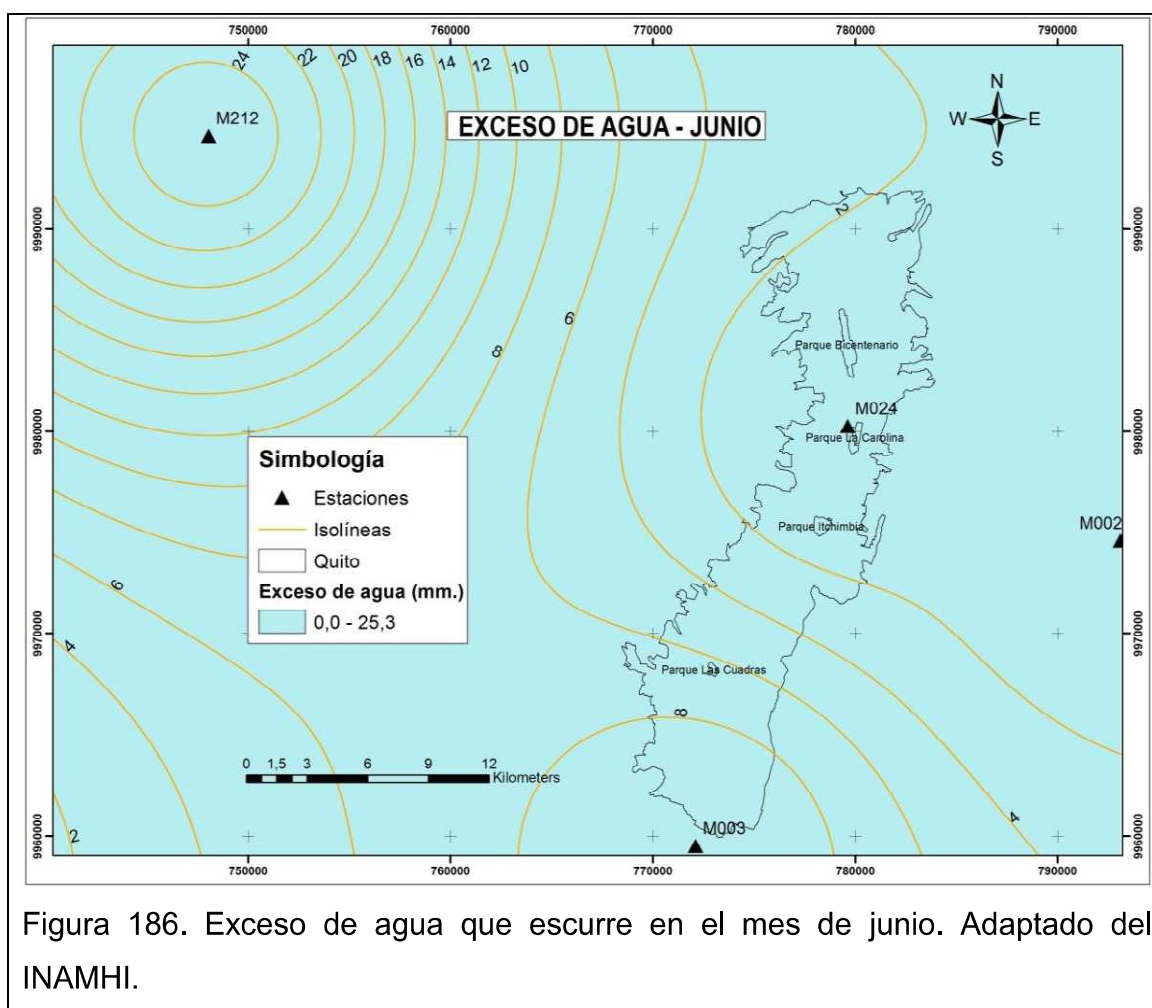 750000 760000 770000 780000 790000
24 22 20 18 16 14 12 10
M212
EXCESO DE AGUA - JUNIO
N
W E
S
9990000 9990000
2
6
Parque Bicentenario
8
M024
9980000 9980000
Parque La Carolina
Simbología
Estaciones
Isolíneas
Quito
Exceso de agua (mm.)
0,0 - 25,3
Parque Itchimbia
M002
6
4
9970000 9970000
Parque Las Cuadras
8
0 1,5 3 6 9 12
Kilometers
4
2
M003
9960000 9960000
750000 760000 770000 780000 790000
Figura 186. Exceso de agua que escurre en el mes de junio. Adaptado del
INAMHI.